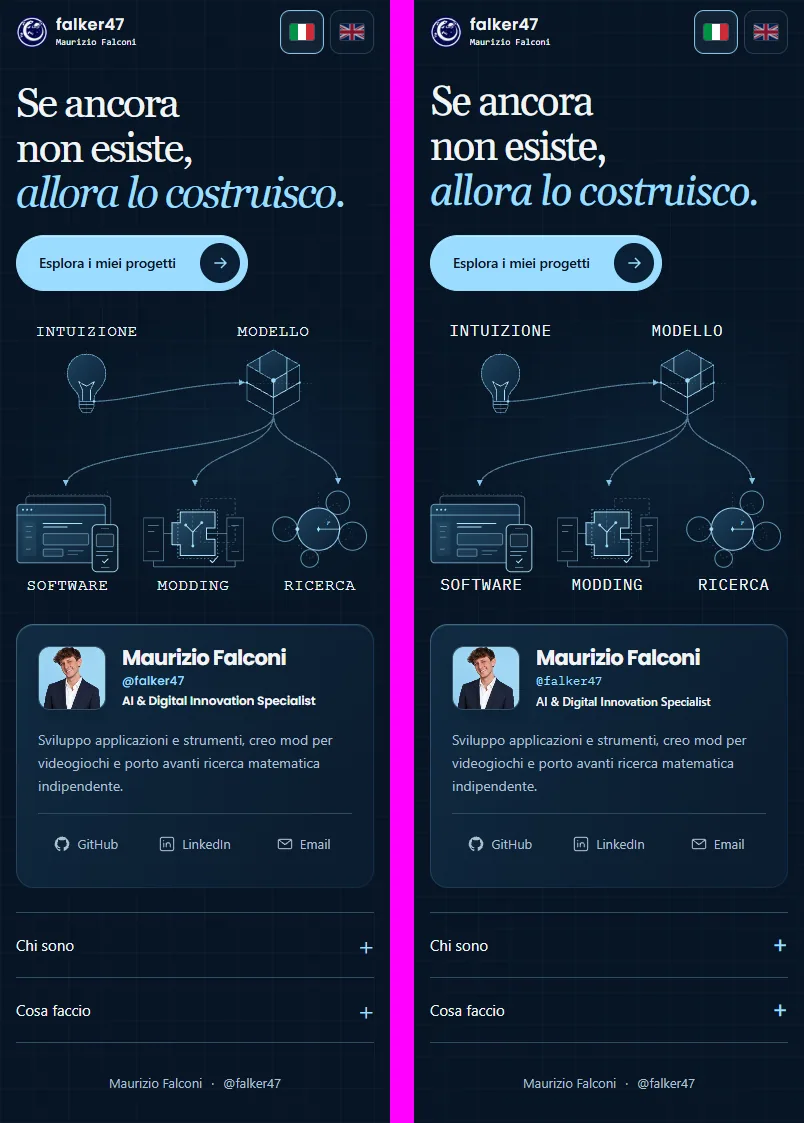 falker47
Maurizio Falconi
Se ancora
non esiste,
allora lo costruisco.
Esplora i miei progetti
INTUIZIONE
MODELLO
SOFTWARE
MODDING
RICERCA
Maurizio Falconi
@falker47
AI & Digital Innovation Specialist
Sviluppo applicazioni e strumenti, creo mod per
videogiochi e porto avanti ricerca matematica
indipendente.
GitHub
LinkedIn
Email
Chi sono
Cosa faccio
Maurizio Falconi · @falker47
falker47
Maurizio Falconi
Se ancora
non esiste,
allora lo costruisco.
Esplora i miei progetti
INTUIZIONE
MODELLO
SOFTWARE
MODDING
RICERCA
Maurizio Falconi
@falker47
AI & Digital Innovation Specialist
Sviluppo applicazioni e strumenti, creo mod per
videogiochi e porto avanti ricerca matematica
indipendente.
GitHub
LinkedIn
Email
Chi sono
Cosa faccio
Maurizio Falconi · @falker47